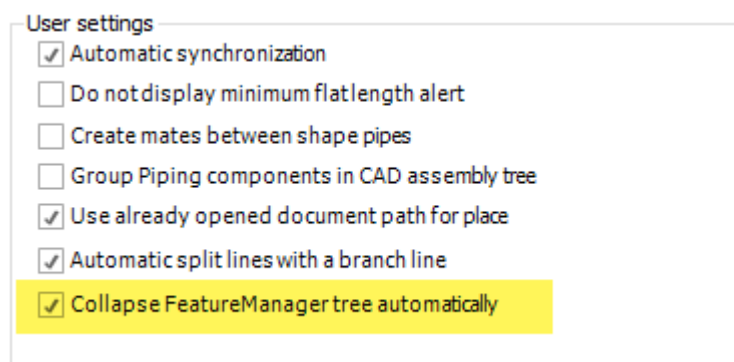 User settings
Automatic synchronization
Do not display minimum flat length alert
Create mates between shape pipes
Group Piping components in CAD assembly tree
Use already opened document path for place
Automatic split lines with a branch line
Collapse FeatureManager tree automatically